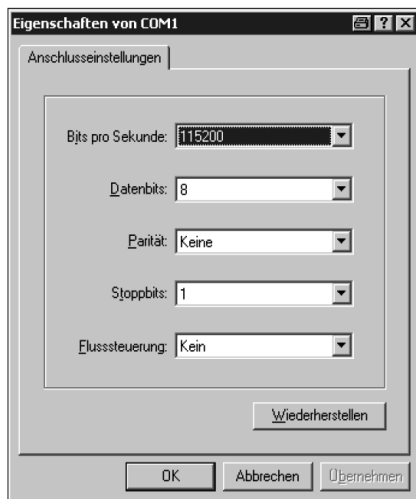 Eigenschaften von COM1
Anschlusseinstellungen
Bits pro Sekunde: 115200
Datenbits: 8
Parität: Keine
Stoppbits: 1
Flusssteuerung: Kein
Wiederherstellen
OK Abbrechen Übernehmen